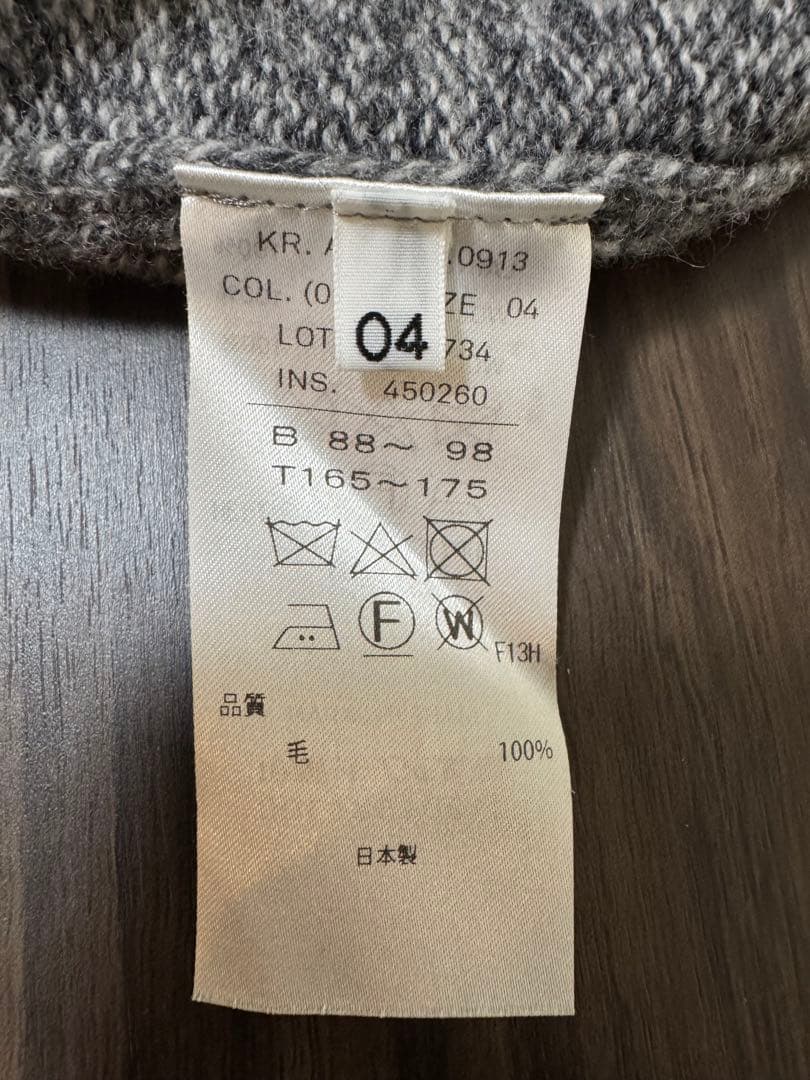 KR. .0913
COL. (0 ZE 04
LOT 734
04
INS. 450260
B 88～ 98
T165～175
F
W
F13H
品質
毛 100%
日本製